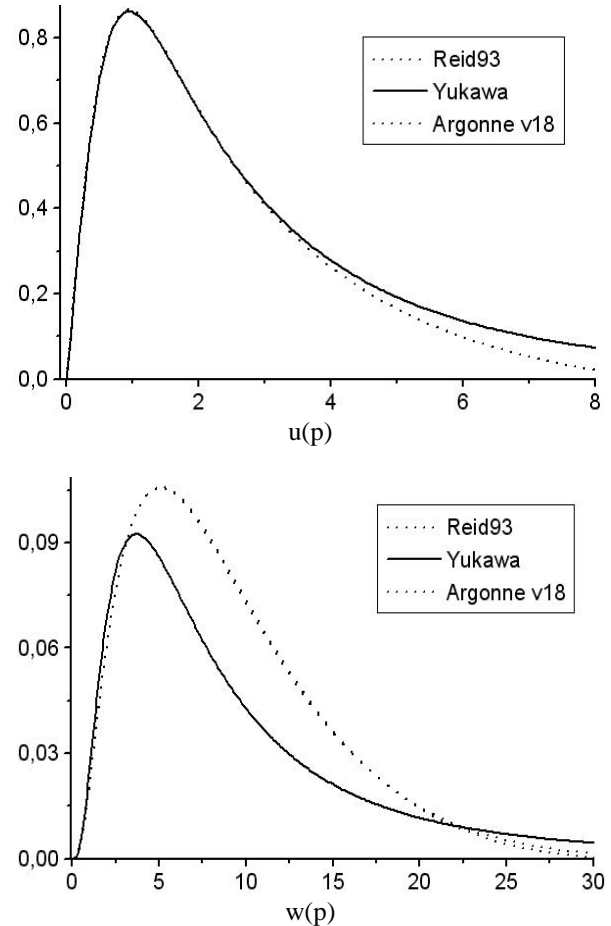 0,8
0,6
0,4
0,2
0,0
Reid93
Yukawa
Argonne v18
0 2 4 6 8
u(p)
0,09
0,06
0,03
0,00
Reid93
Yukawa
Argonne v18
0 5 10 15 20 25 30
w(p)